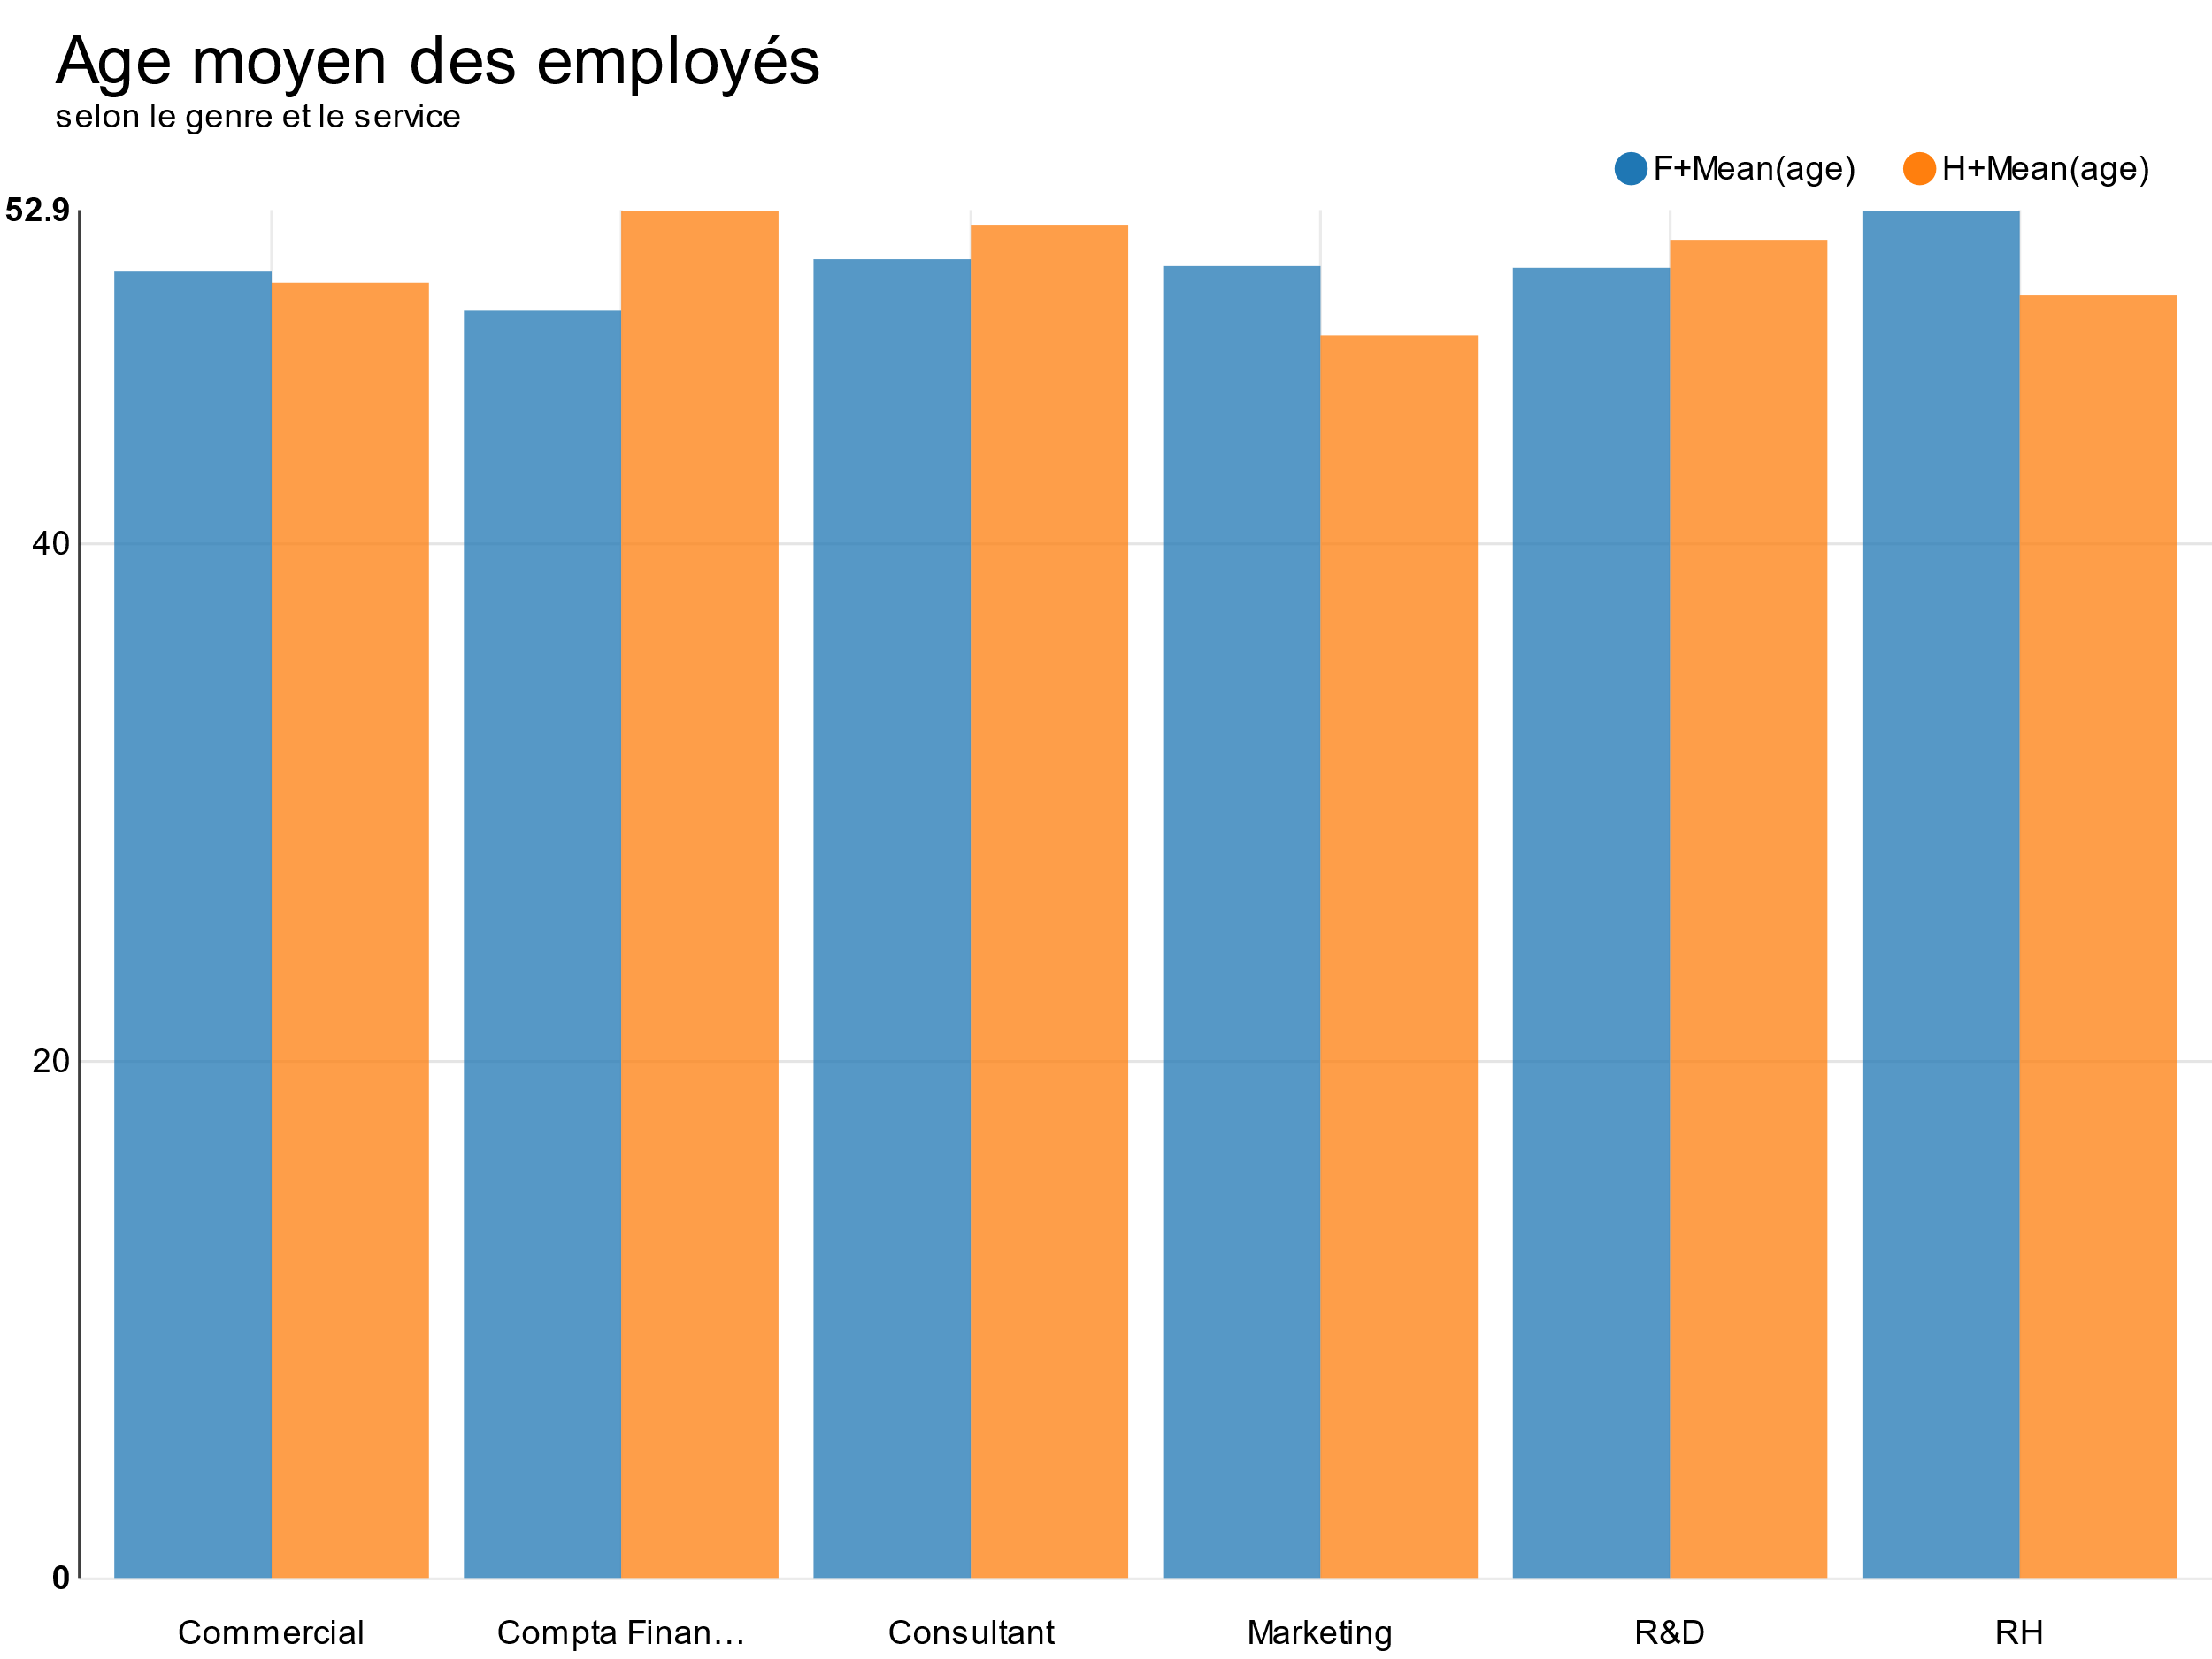 Age moyen des employés
selon le genre et le service
F+Mean(age) H+Mean(age)
52.9
40
20
0
Commercial Compta Finan… Consultant Marketing R&D RH